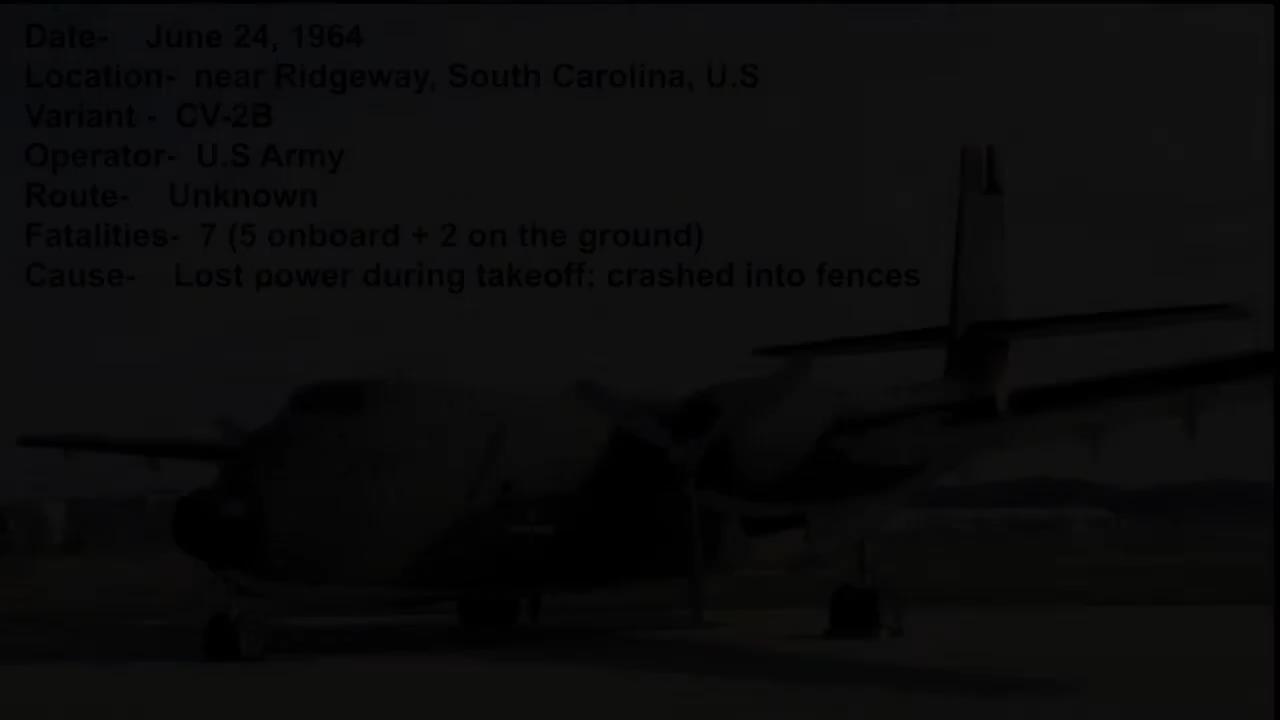 Date- June 24, 1964
Location- near Ridgeway, South Carolina, U.S
Variant - CV-2B
Operator- U.S Army
Route- Unknown
Fatalities- 7 (5 onboard + 2 on the ground)
Cause- Lost power during takeoff: crashed into fences